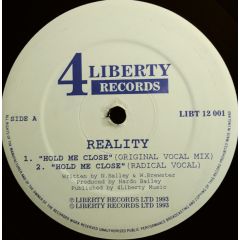 4 LIBERTY
RECORDS
SIDE A
LIBT 12 001
REALITY
1. "HOLD ME CLOSE" (ORIGINAL VOCAL MIX)
2. "HOLD ME CLOSE" (RADICAL VOCAL)
Written by N.Bailey & M.Brewster
Produced by Nardo Bailey
Published by 4Liberty Music
Ⓟ LIBERTY RECORDS LTD 1993
© LIBERTY RECORDS LTD 1993